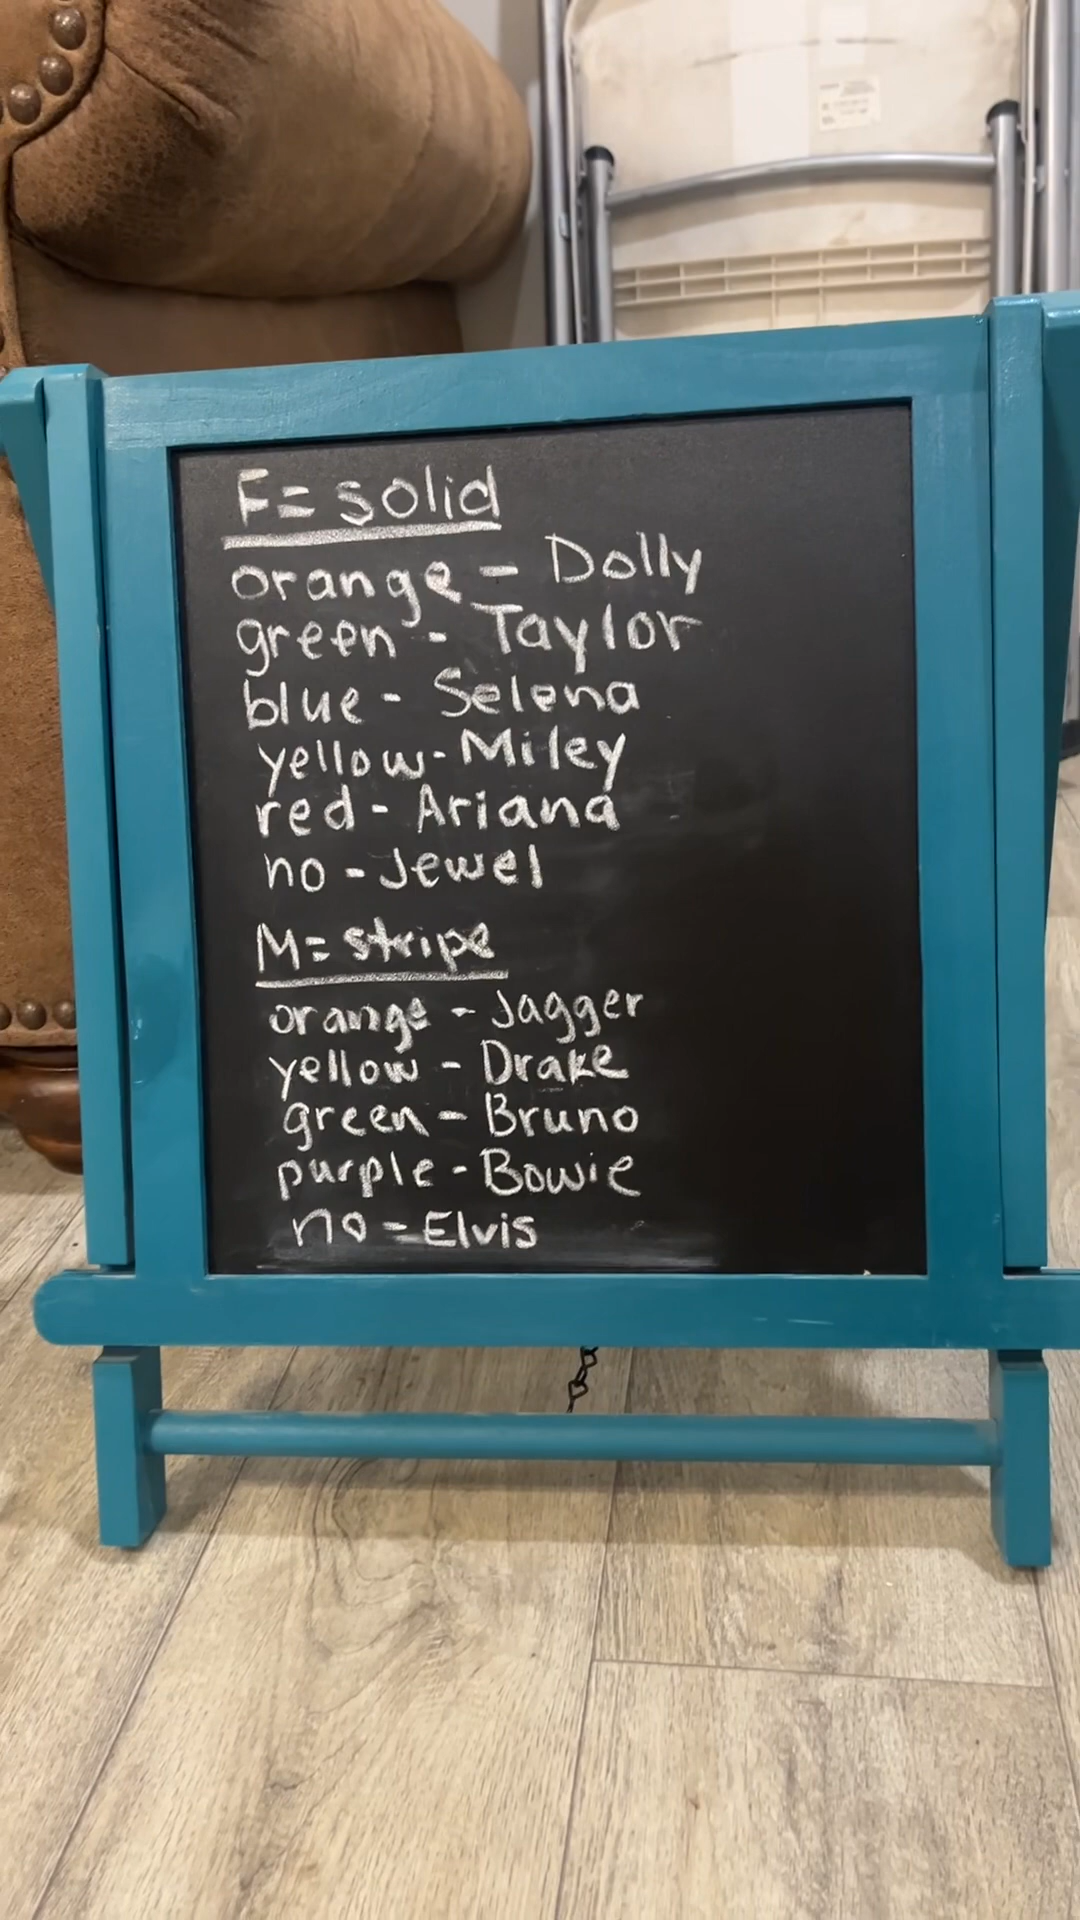 F= solid
orange - Dolly
green - Taylor
blue - Selena
yellow - Miley
red - Ariana
no - Jewel
M= stripe
orange - Jagger
yellow - Drake
green - Bruno
purple - Bowie
no - Elvis